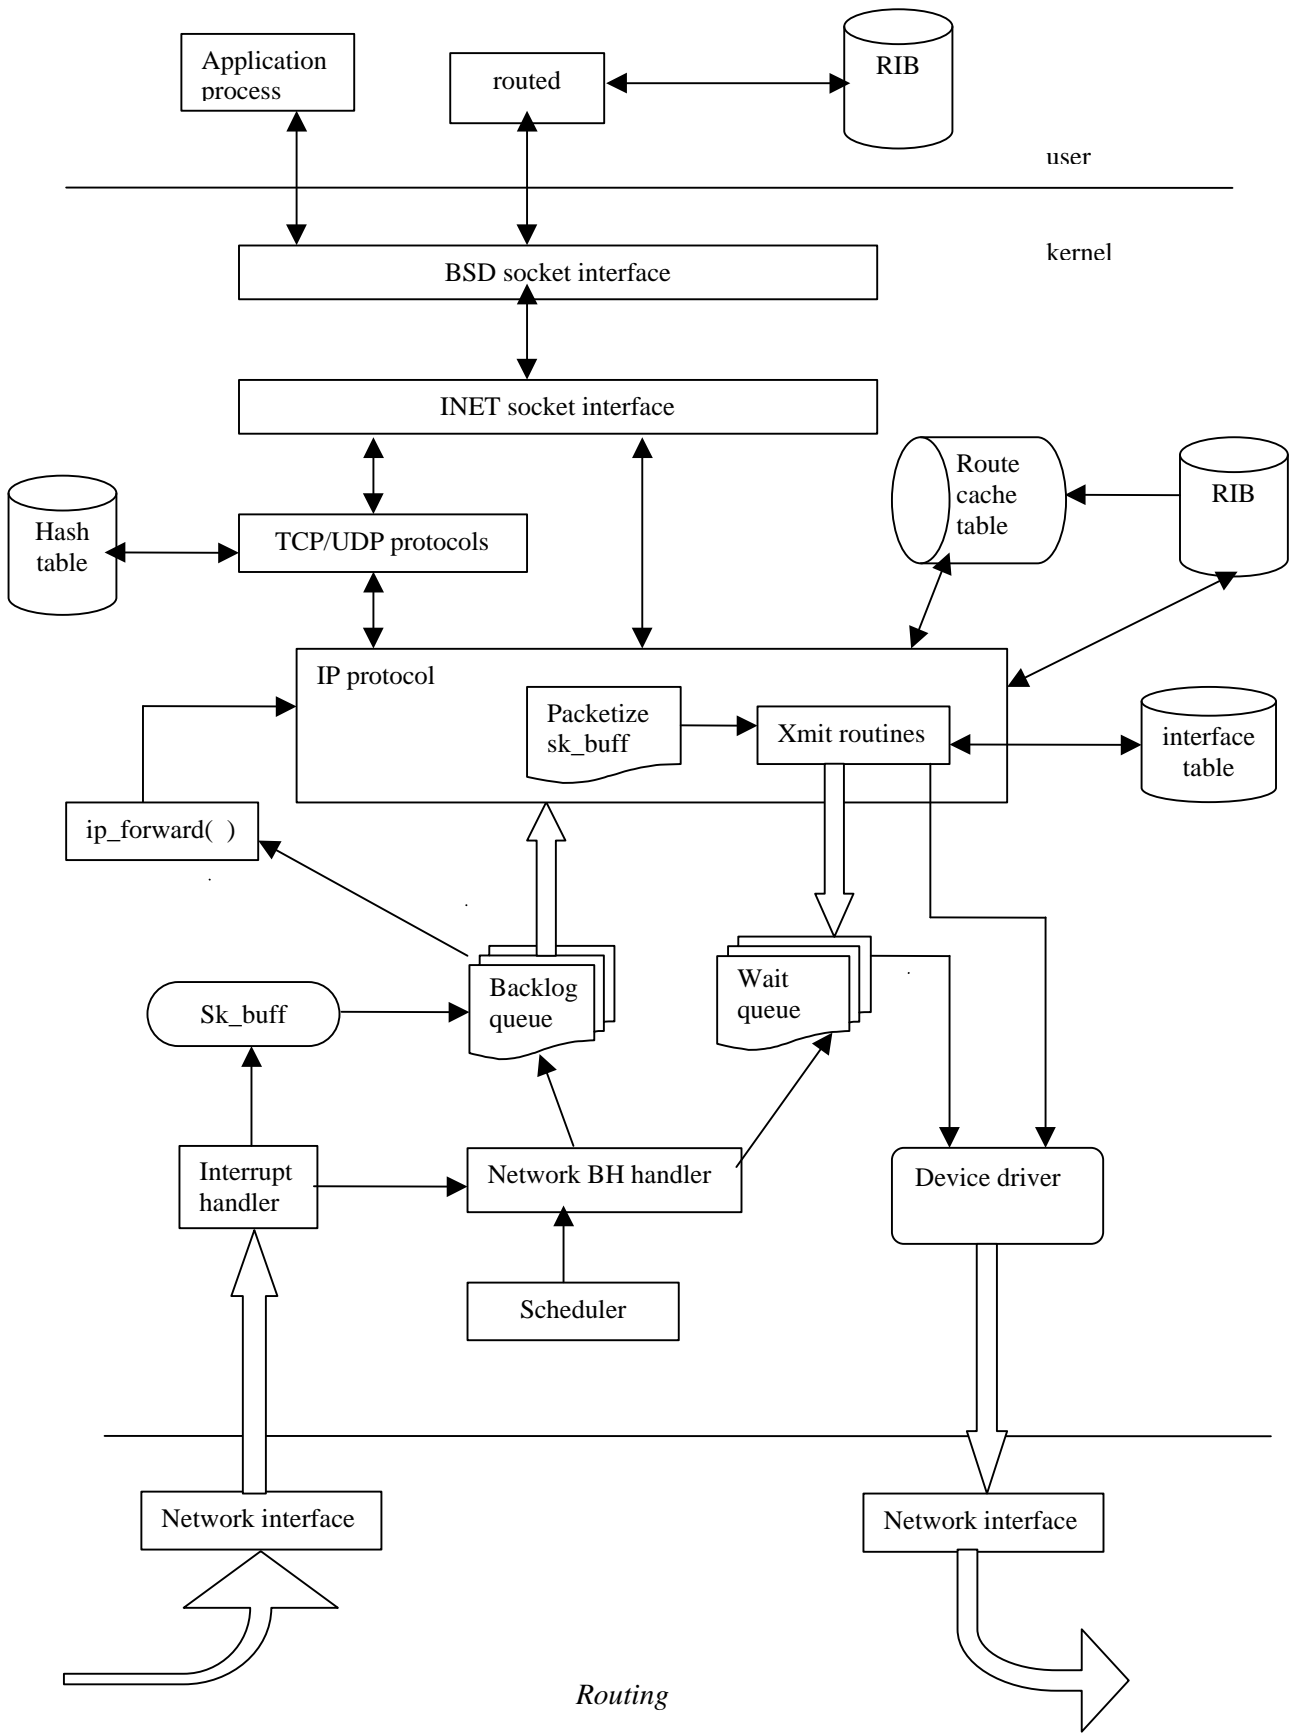 Application
process
routed
RIB
user
kernel
BSD socket interface
INET socket interface
Route
cache
table
RIB
Hash
table
TCP/UDP protocols
IP protocol
Packetize
sk_buff
Xmit routines
interface
table
ip_forward( )
Backlog
queue
Wait
queue
Sk_buff
Interrupt
handler
Network BH handler
Device driver
Scheduler
Network interface
Network interface
Routing